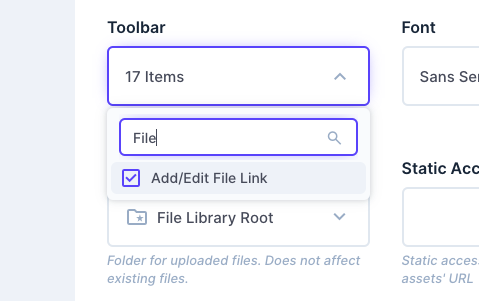 Toolbar
Font
17 Items
Sans Ser
File
Add/Edit File Link
Static Acc
File Library Root
Folder for uploaded files. Does not affect
existing files.
Static acces
assets' URL